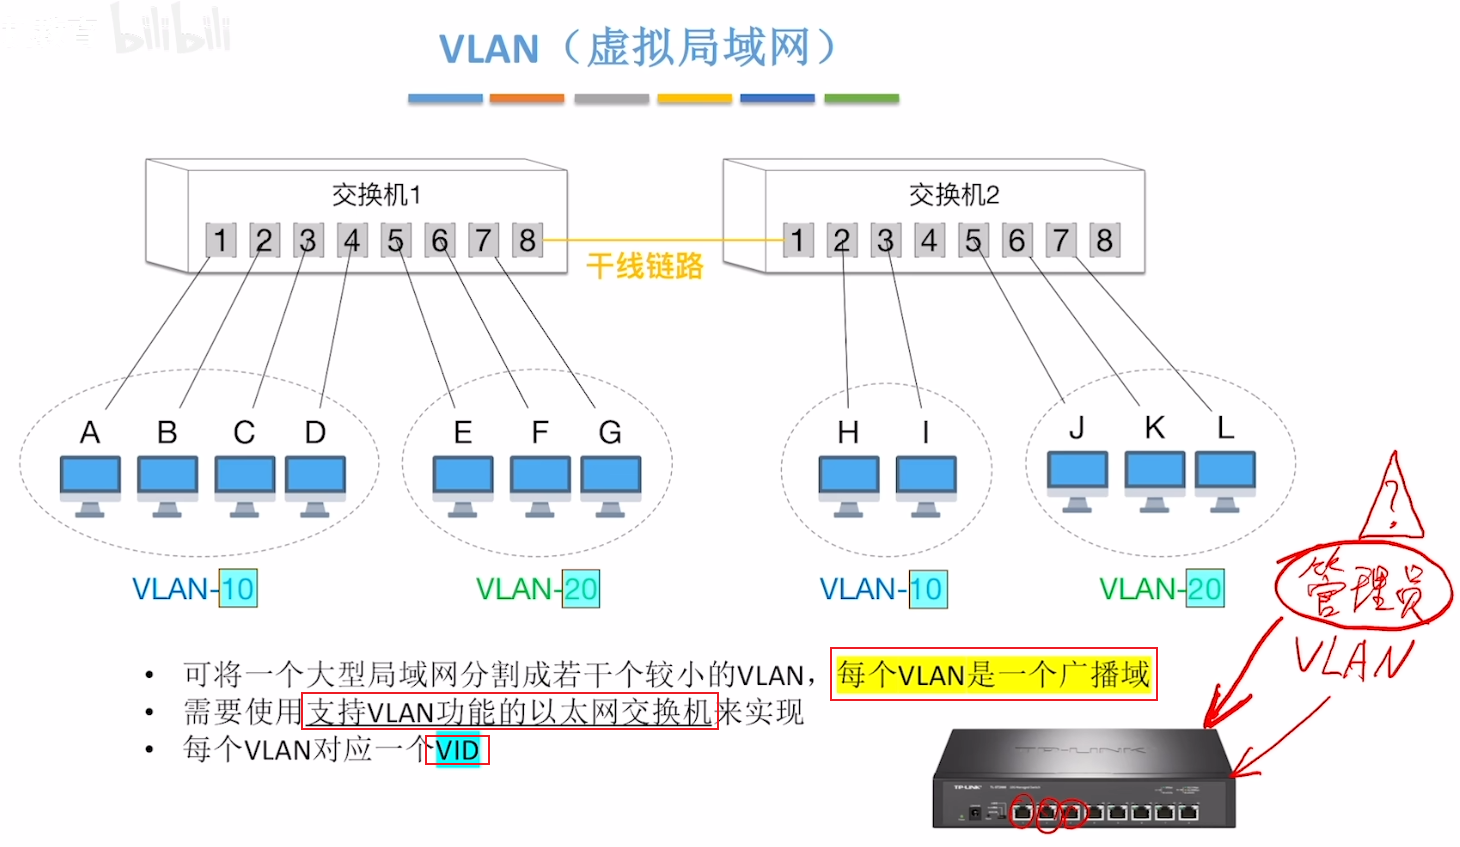 bilibili
VLAN（虚拟局域网）
交换机1
1 2 3 4 5 6 7 8
交换机2
1 2 3 4 5 6 7 8
干线链路
A B C D
E F G
H I
J K L
VLAN-10
VLAN-20
VLAN-10
VLAN-20
?
管理员
VLAN
• 可将一个大型局域网分割成若干个较小的VLAN，每个VLAN是一个广播域
• 需要使用支持VLAN功能的以太网交换机来实现
• 每个VLAN对应一个VID
TP-LINK
TP-LINK